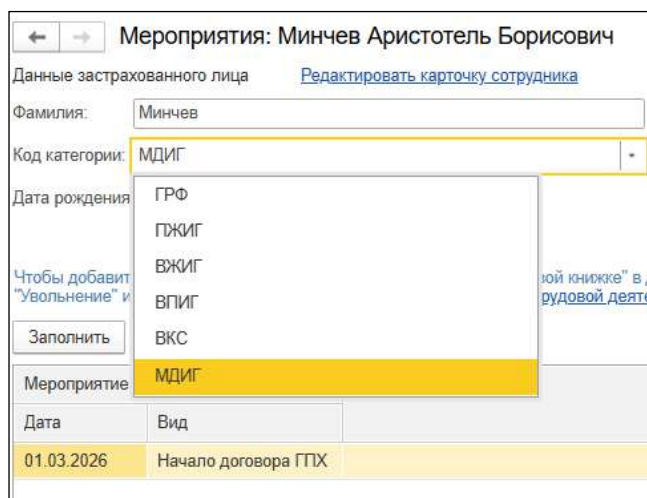 Мероприятия: Минчев Аристотель Борисович
Данные застрахованного лица Редактировать карточку сотрудника
Фамилия: Минчев
Код категории: МДИГ
Дата рождения
ГРФ
ПЖИГ
ВЖИГ
ВПИГ
ВКС
МДИГ
Чтобы добавит вой книжке" в
"Увольнение" и рудовой деяте
Заполнить
Мероприятие
Дата Вид
01.03.2026 Начало договора ГПХ